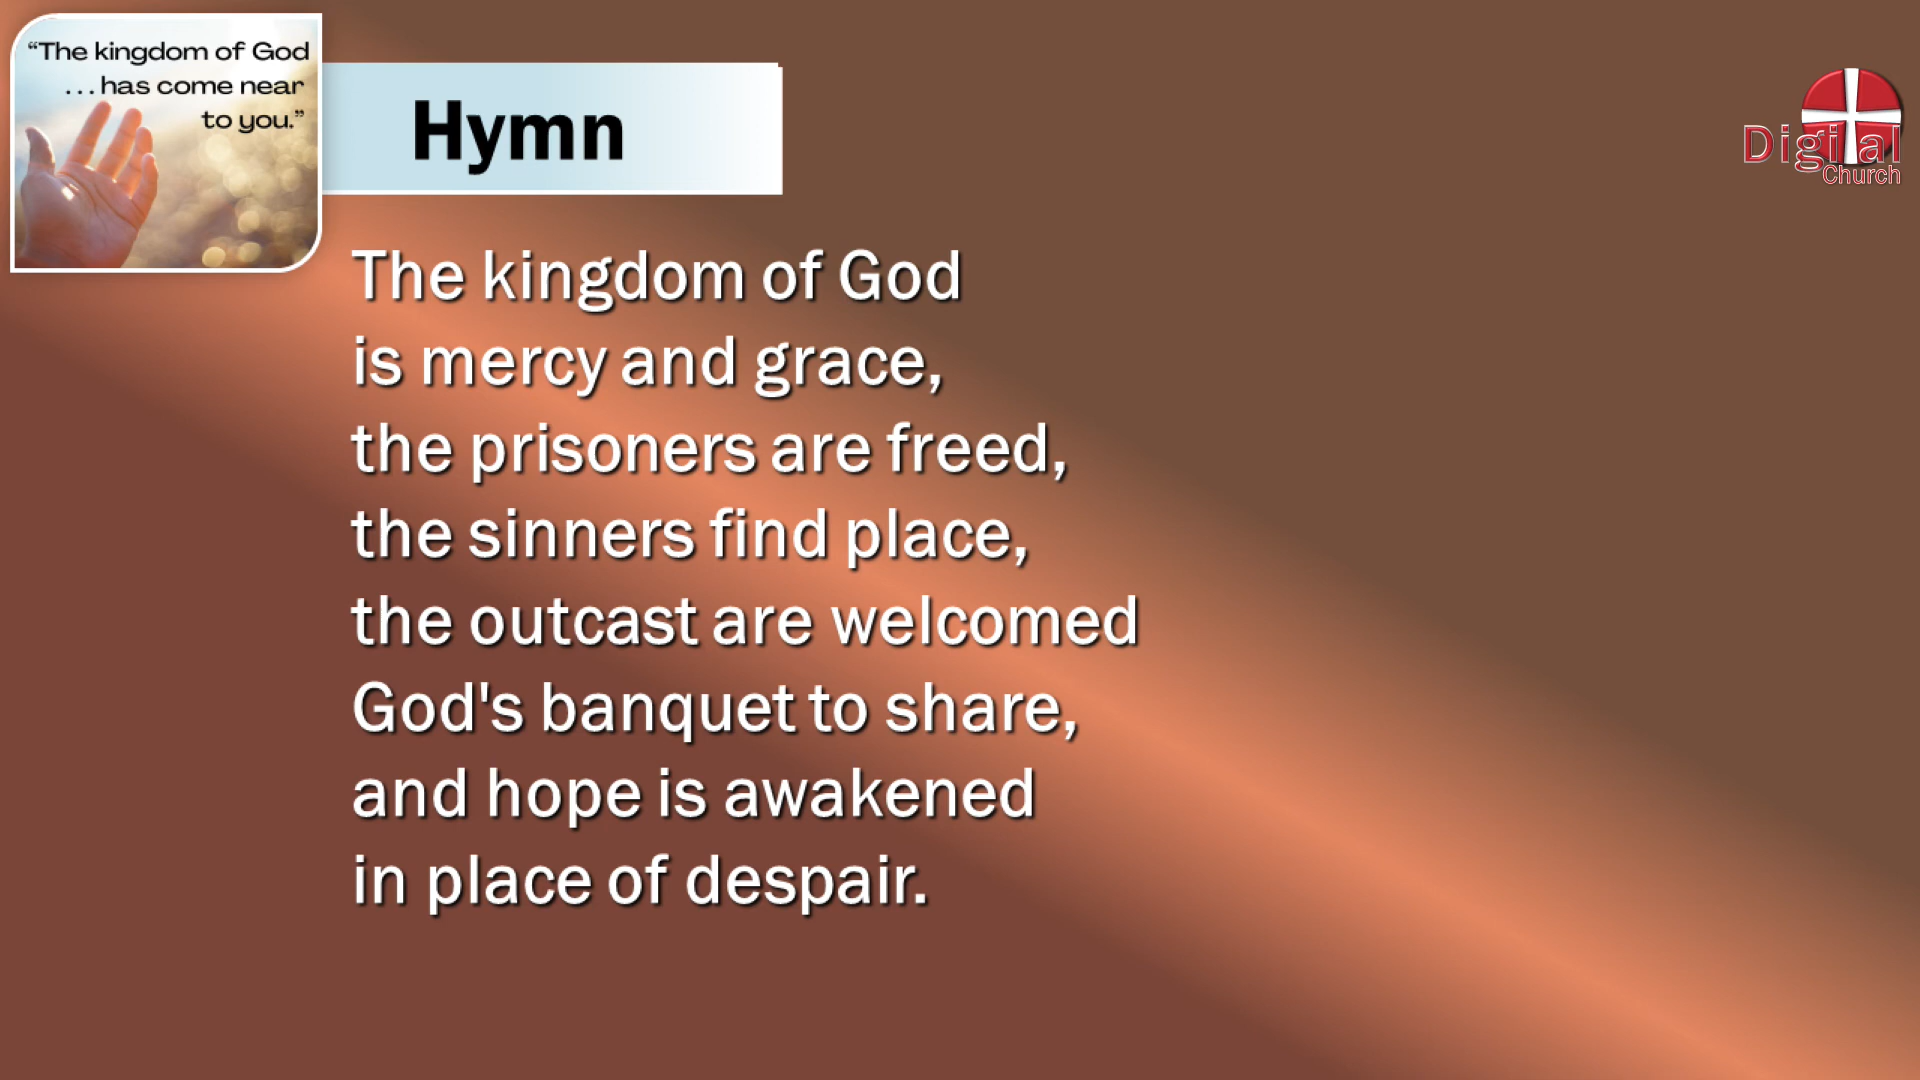 “The kingdom of God
...has come near
to you.”
Hymn
Digital
Church
The kingdom of God
is mercy and grace,
the prisoners are freed,
the sinners find place,
the outcast are welcomed
God's banquet to share,
and hope is awakened
in place of despair.